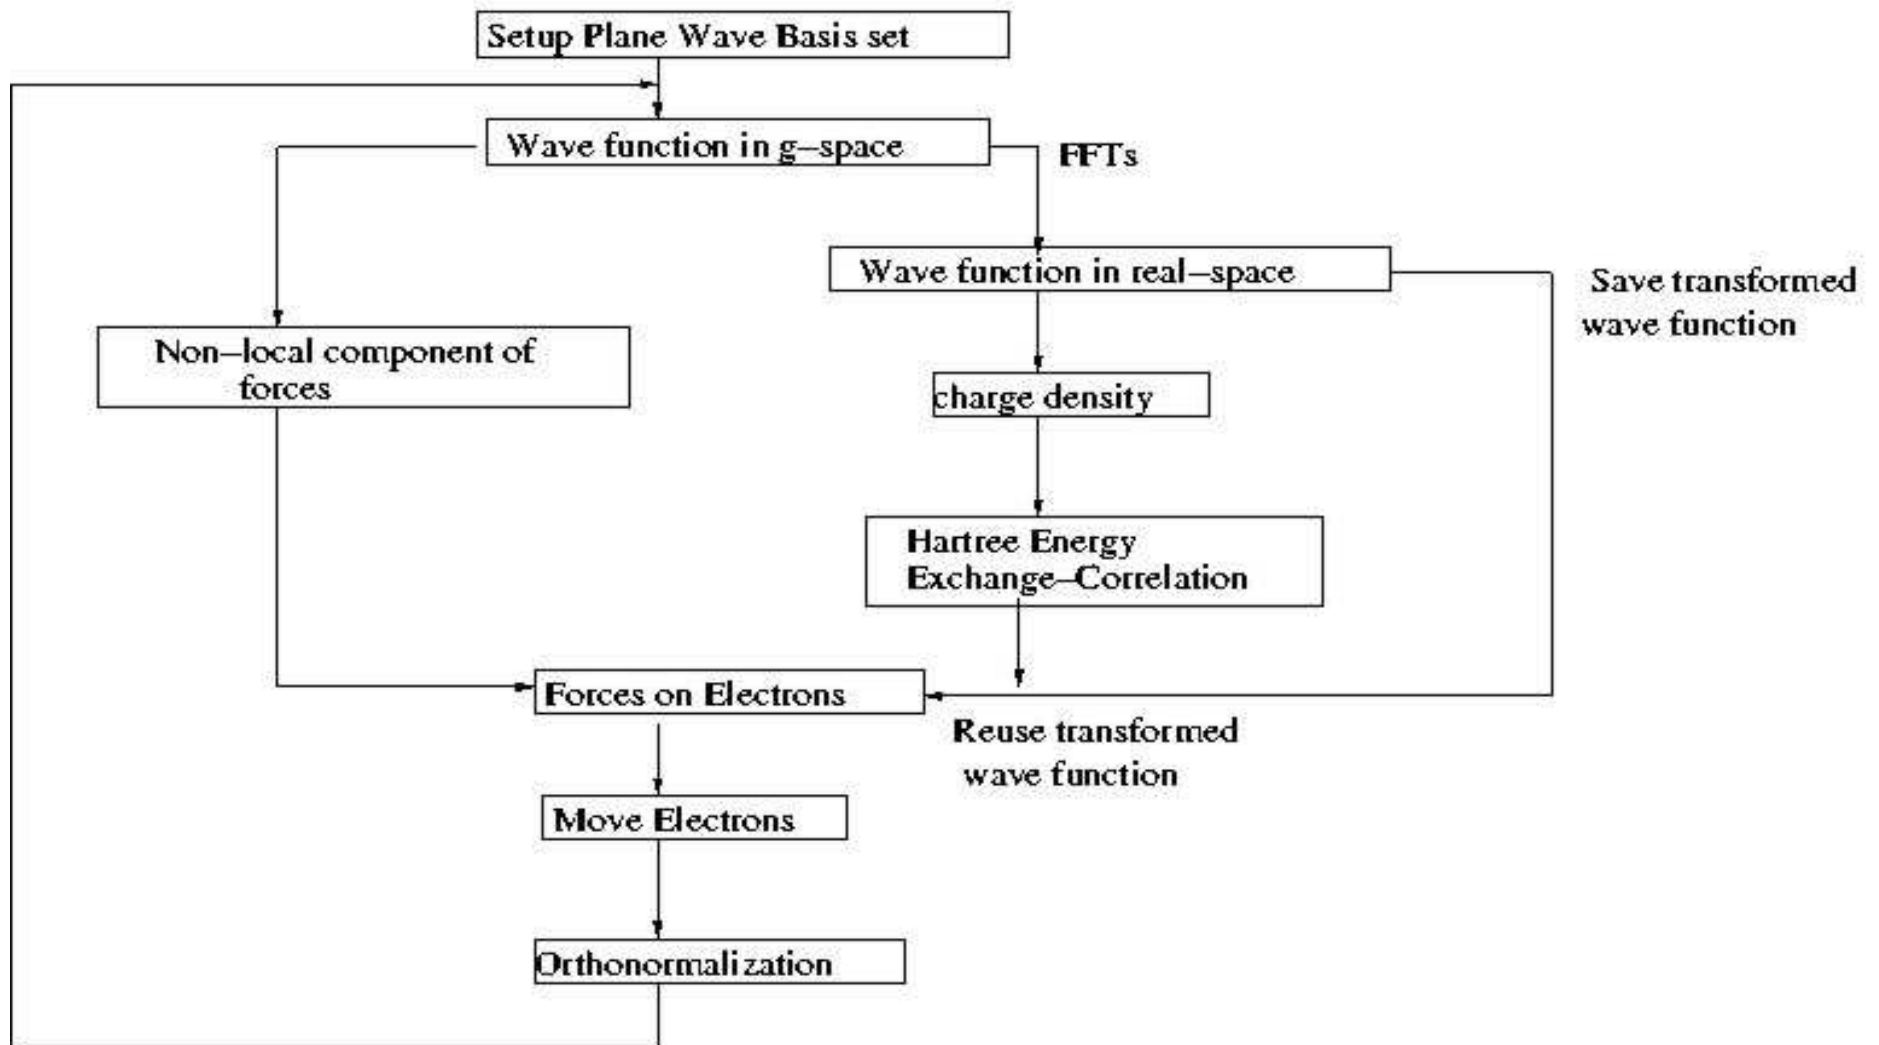 Setup Plane Wave Basis set
Wave function in g–space
FFTs
Wave function in real–space
Save transformed
wave function
Non–local component of
forces
charge density
Hartree Energy
Exchange–Correlation
Forces on Electrons
Reuse transformed
wave function
Move Electrons
Orthonormalization